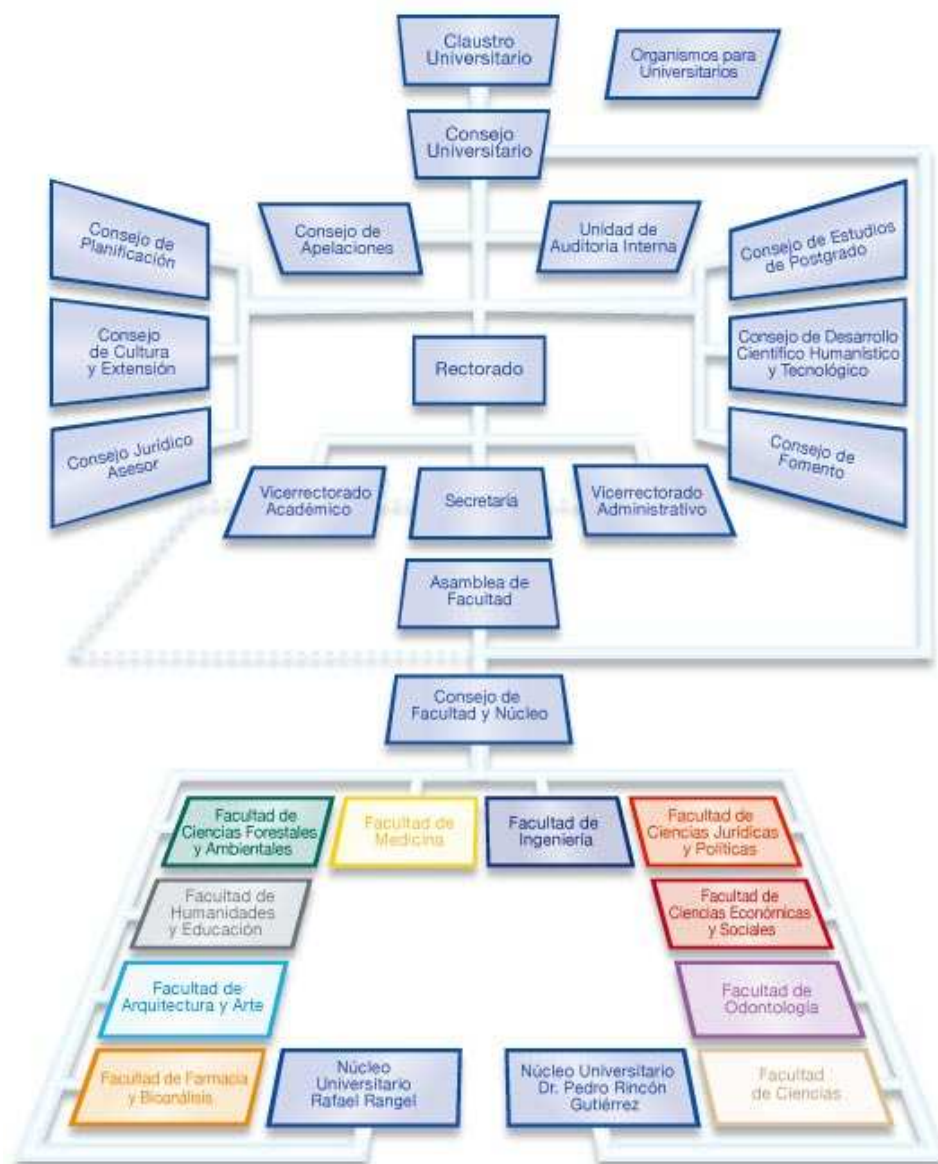 Claustro
Universitario
Organismos para
Universitarios
Consejo
Universitario
Consejo de
Planificación
Consejo de
Apelaciones
Unidad de
Auditoria Interna
Consejo de Estudios
de Postgrado
Consejo
de Cultura
y Extensión
Rectorado
Consejo de Desarrollo
Científico Humanístico
y Tecnológico
Consejo Jurídico
Asesor
Consejo de
Fomento
Vicerrectorado
Académico
Secretaría
Vicerrectorado
Administrativo
Asamblea de
Facultad
Consejo de
Facultad y Núcleo
Facultad de
Ciencias Forestales
y Ambientales
Facultad de
Medicina
Facultad de
Ingeniería
Facultad de
Ciencias Jurídicas
y Políticas
Facultad de
Humanidades
y Educación
Facultad de
Ciencias Económicas
y Sociales
Facultad de
Arquitectura y Arte
Facultad de
Odontología
Facultad de Farmacia
y Bioanálisis
Núcleo
Universitario
Rafael Rangel
Núcleo Universitario
Dr. Pedro Rincón
Gutiérrez
Facultad
de Ciencias